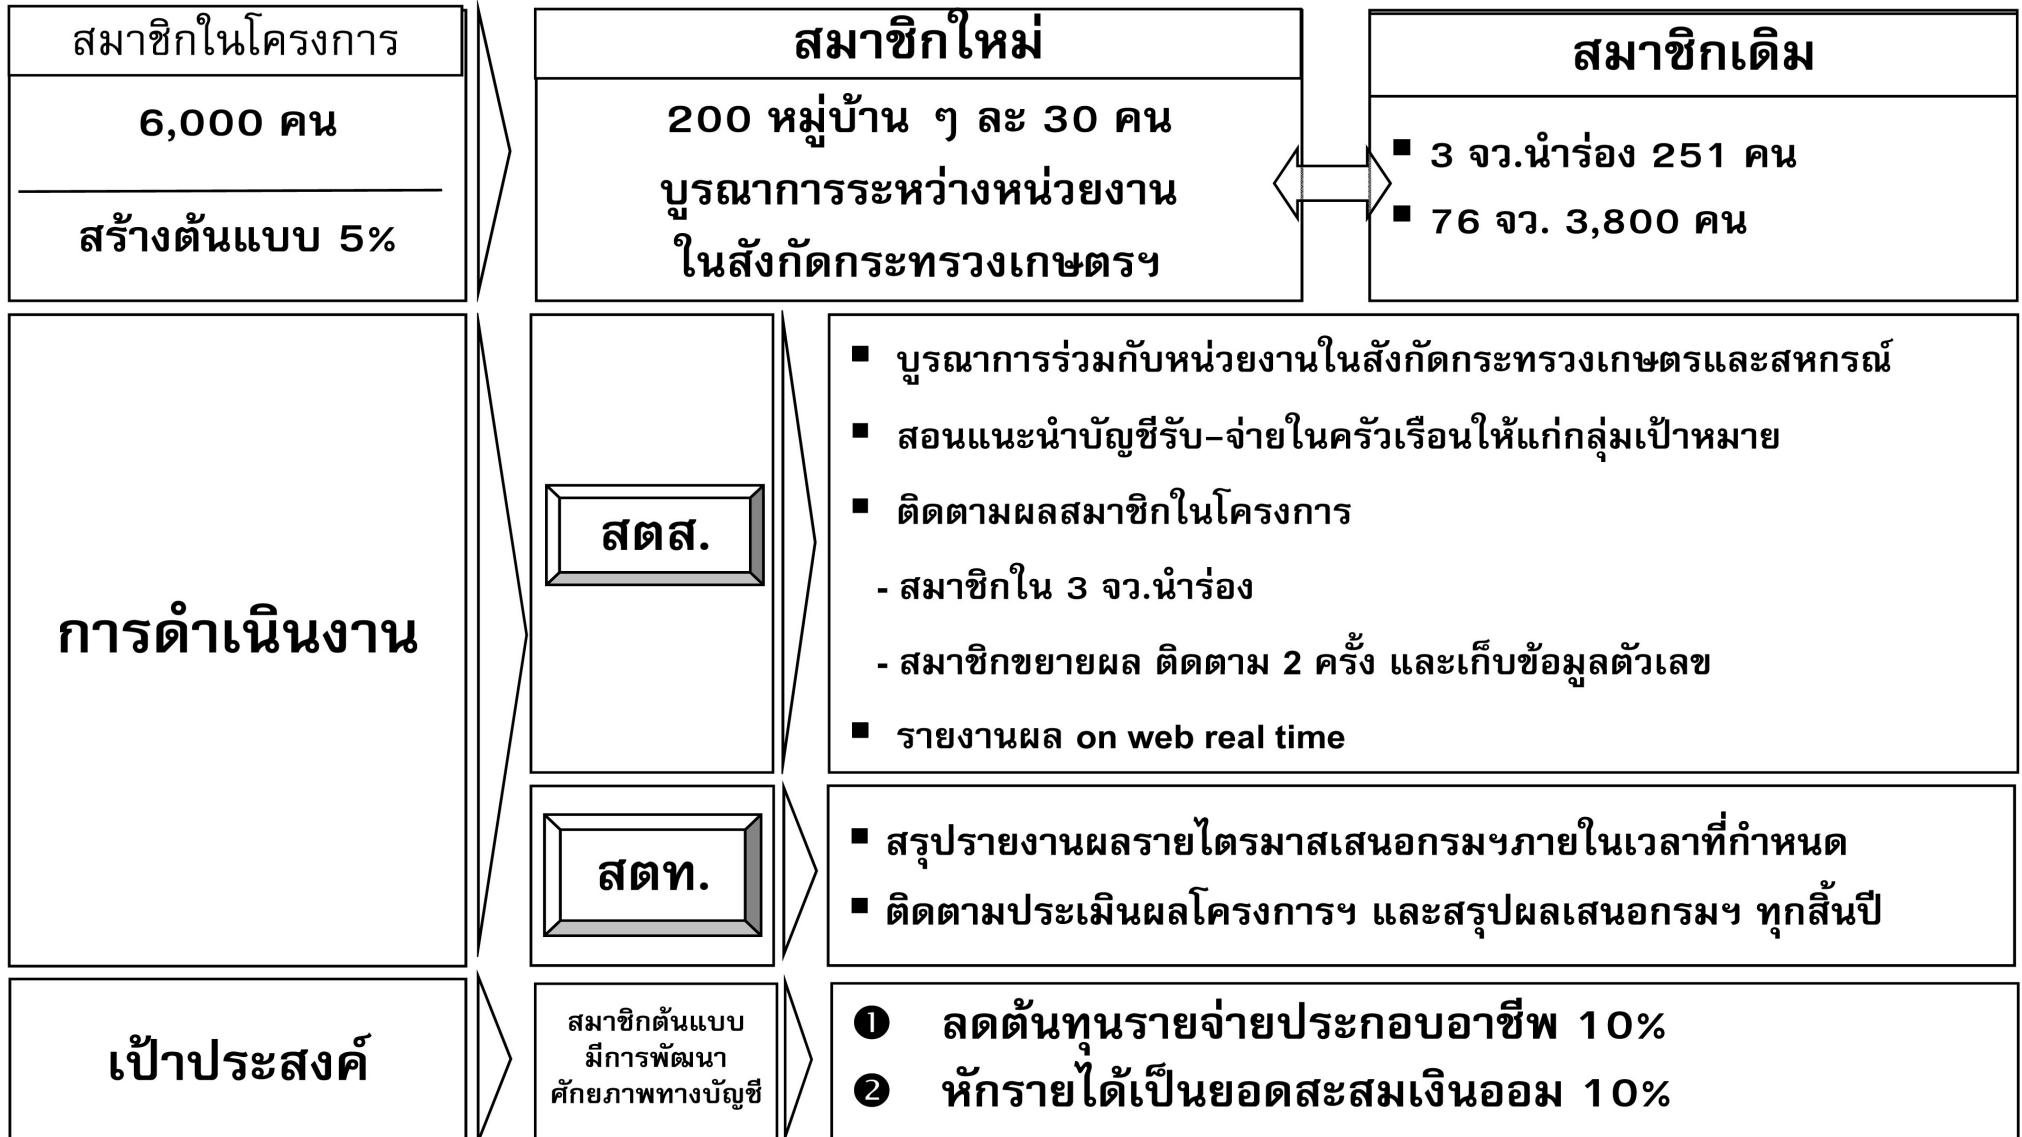 สมาชิกในโครงการ
6,000 คน
สร้างต้นแบบ 5%
สมาชิกใหม่
200 หมู่บ้าน ๆ ละ 30 คน
บูรณาการระหว่างหน่วยงาน
ในสังกัดกระทรวงเกษตรฯ
สมาชิกเดิม
■ 3 จว.นำร่อง 251 คน
■ 76 จว. 3,800 คน
การดำเนินงาน
สตส.
■ บูรณาการร่วมกับหน่วยงานในสังกัดกระทรวงเกษตรและสหกรณ์
■ สอนแนะนำบัญชีรับ–จ่ายในครัวเรือนให้แก่กลุ่มเป้าหมาย
■ ติดตามผลสมาชิกในโครงการ
- สมาชิกใน 3 จว.นำร่อง
- สมาชิกขยายผล ติดตาม 2 ครั้ง และเก็บข้อมูลตัวเลข
■ รายงานผล on web real time
สตท.
■ สรุปรายงานผลรายไตรมาสเสนอกรมฯภายในเวลาที่กำหนด
■ ติดตามประเมินผลโครงการฯ และสรุปผลเสนอกรมฯ ทุกสิ้นปี
เป้าประสงค์
สมาชิกต้นแบบ
มีการพัฒนา
ศักยภาพทางบัญชี
❶ ลดต้นทุนรายจ่ายประกอบอาชีพ 10%
❷ หักรายได้เป็นยอดสะสมเงินออม 10%